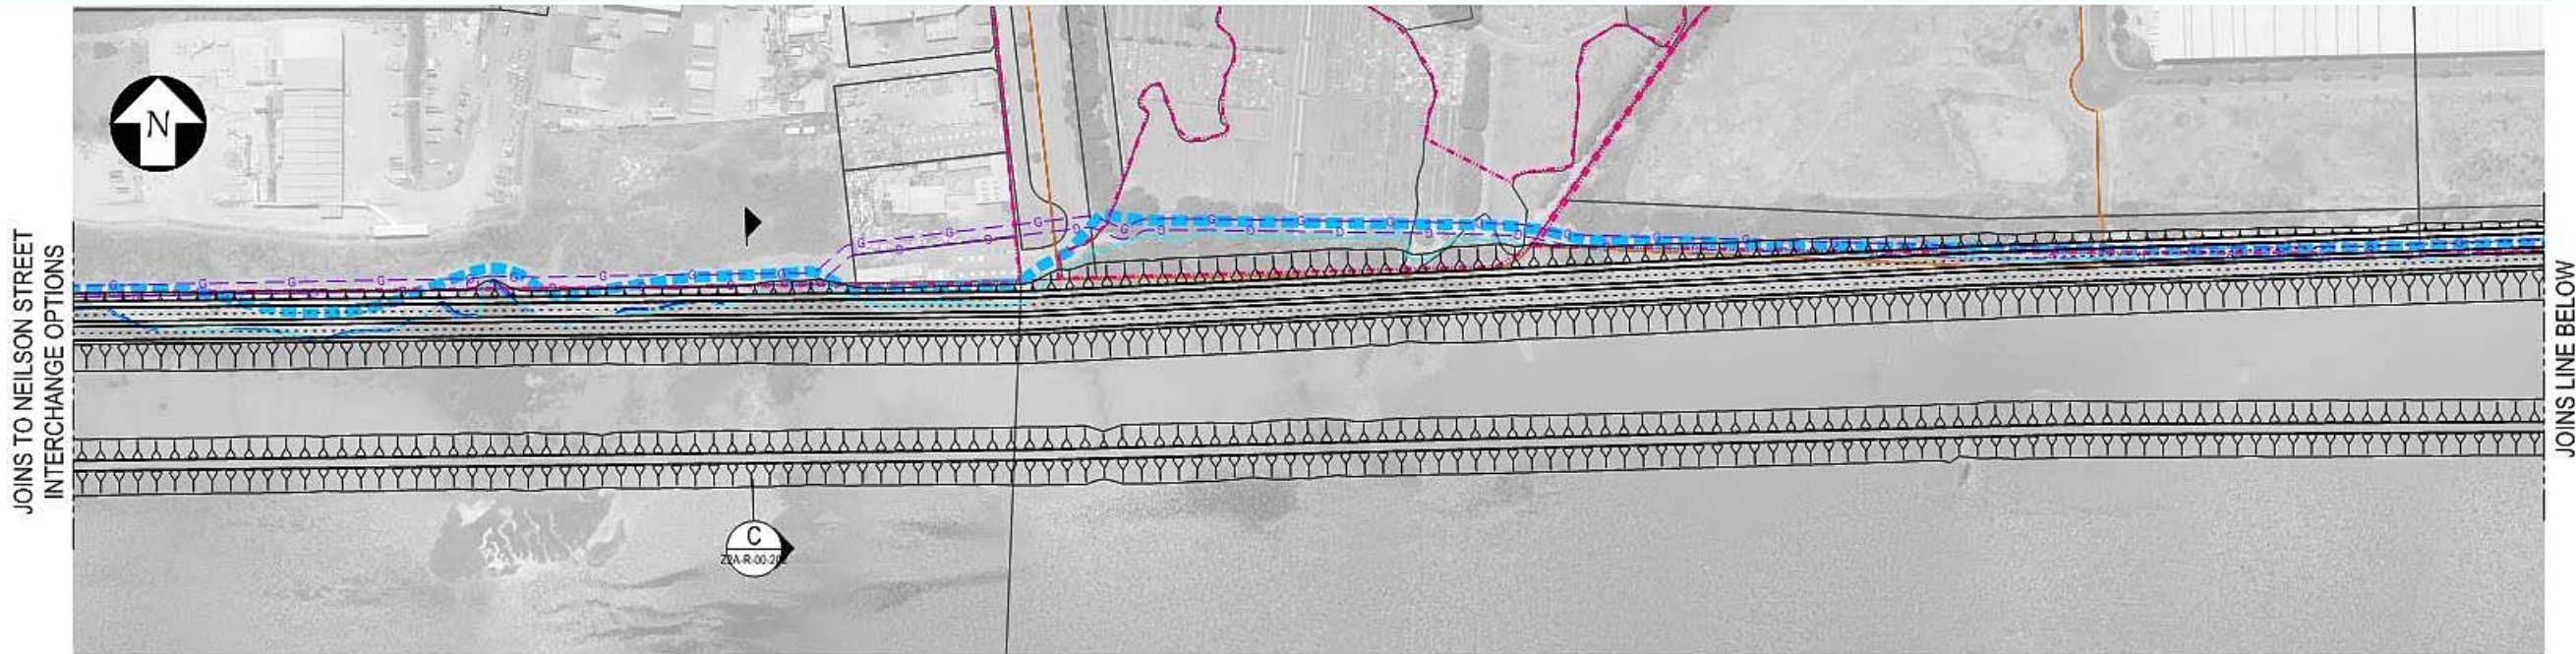 JOINS TO NEILSON STREET
INTERCHANGE OPTIONS
N
G G G G G G G
G G G G G G G G
D D D D D D D D
C
JOINS LINE BELOW